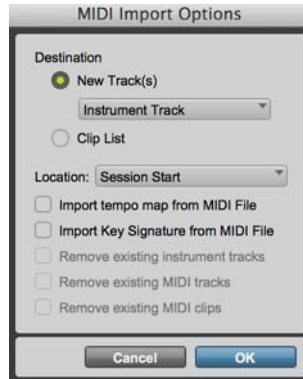 MIDI Import Options
Destination
New Track(s)
Instrument Track
Clip List
Location: Session Start
Import tempo map from MIDI File
Import Key Signature from MIDI File
Remove existing instrument tracks
Remove existing MIDI tracks
Remove existing MIDI clips
Cancel OK